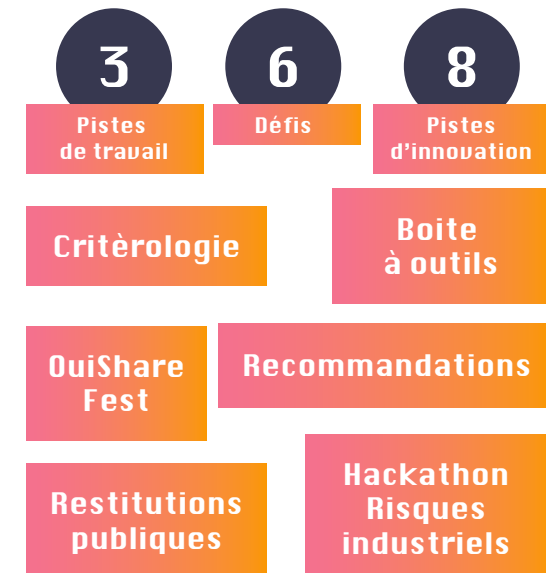 3
6
8
Pistes
de travail
Défis
Pistes
d'innovation
Critèrologie
Boite
à outils
OuiShare
Fest
Recommandations
Restitutions
publiques
Hackathon
Risques
industriels